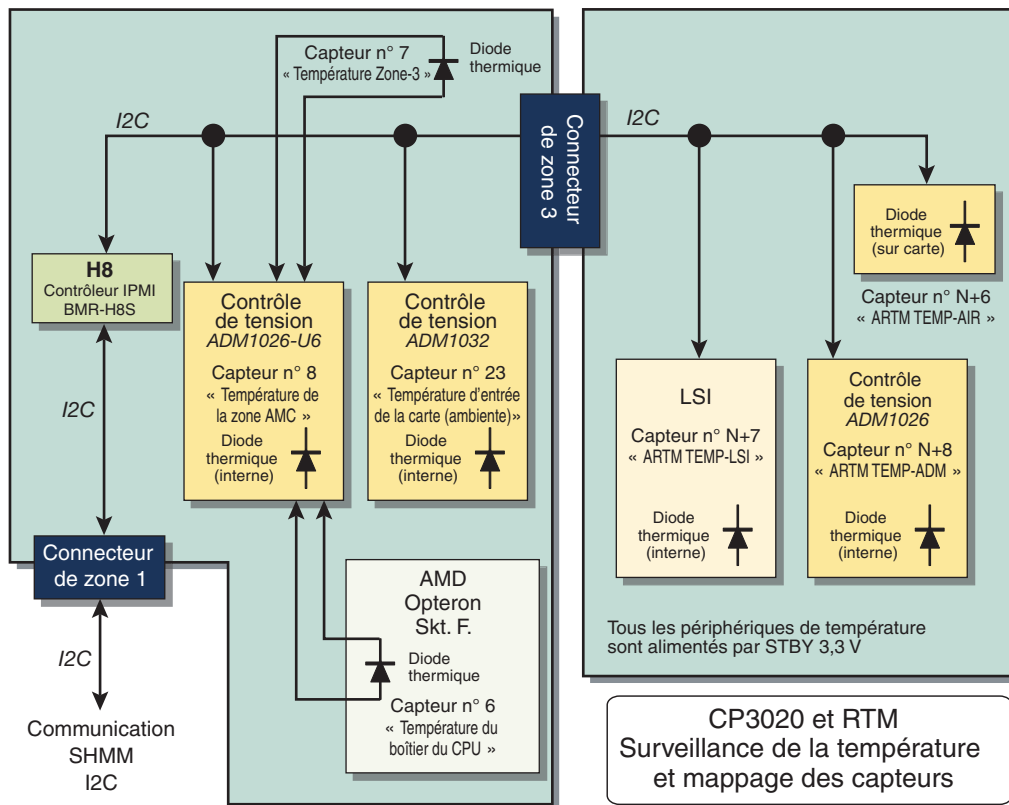 Capteur n° 7
« Température Zone-3 »
Diode
thermique
I2C
Connecteur
de zone 3
I2C
H8
Contrôleur IPMI
BMR-H8S
I2C
Contrôle
de tension
ADM1026-U6
Capteur n° 8
« Température de
la zone AMC »
Diode
thermique
(interne)
Contrôle
de tension
ADM1032
Capteur n° 23
« Température d'entrée
de la carte (ambiente)»
Diode
thermique
(interne)
Diode
thermique
(sur carte)
Capteur n° N+6
« ARTM TEMP-AIR »
LSI
Capteur n° N+7
« ARTM TEMP-LSI »
Diode
thermique
(interne)
Contrôle
de tension
ADM1026
Capteur n° N+8
« ARTM TEMP-ADM »
Diode
thermique
(interne)
Connecteur
de zone 1
I2C
Communication
SHMM
I2C
AMD
Opteron
Skt. F.
Diode
thermique
Capteur n° 6
« Température du
boîtier du CPU »
Tous les périphériques de température
sont alimentés par STBY 3,3 V
CP3020 et RTM
Surveillance de la température
et mappage des capteurs